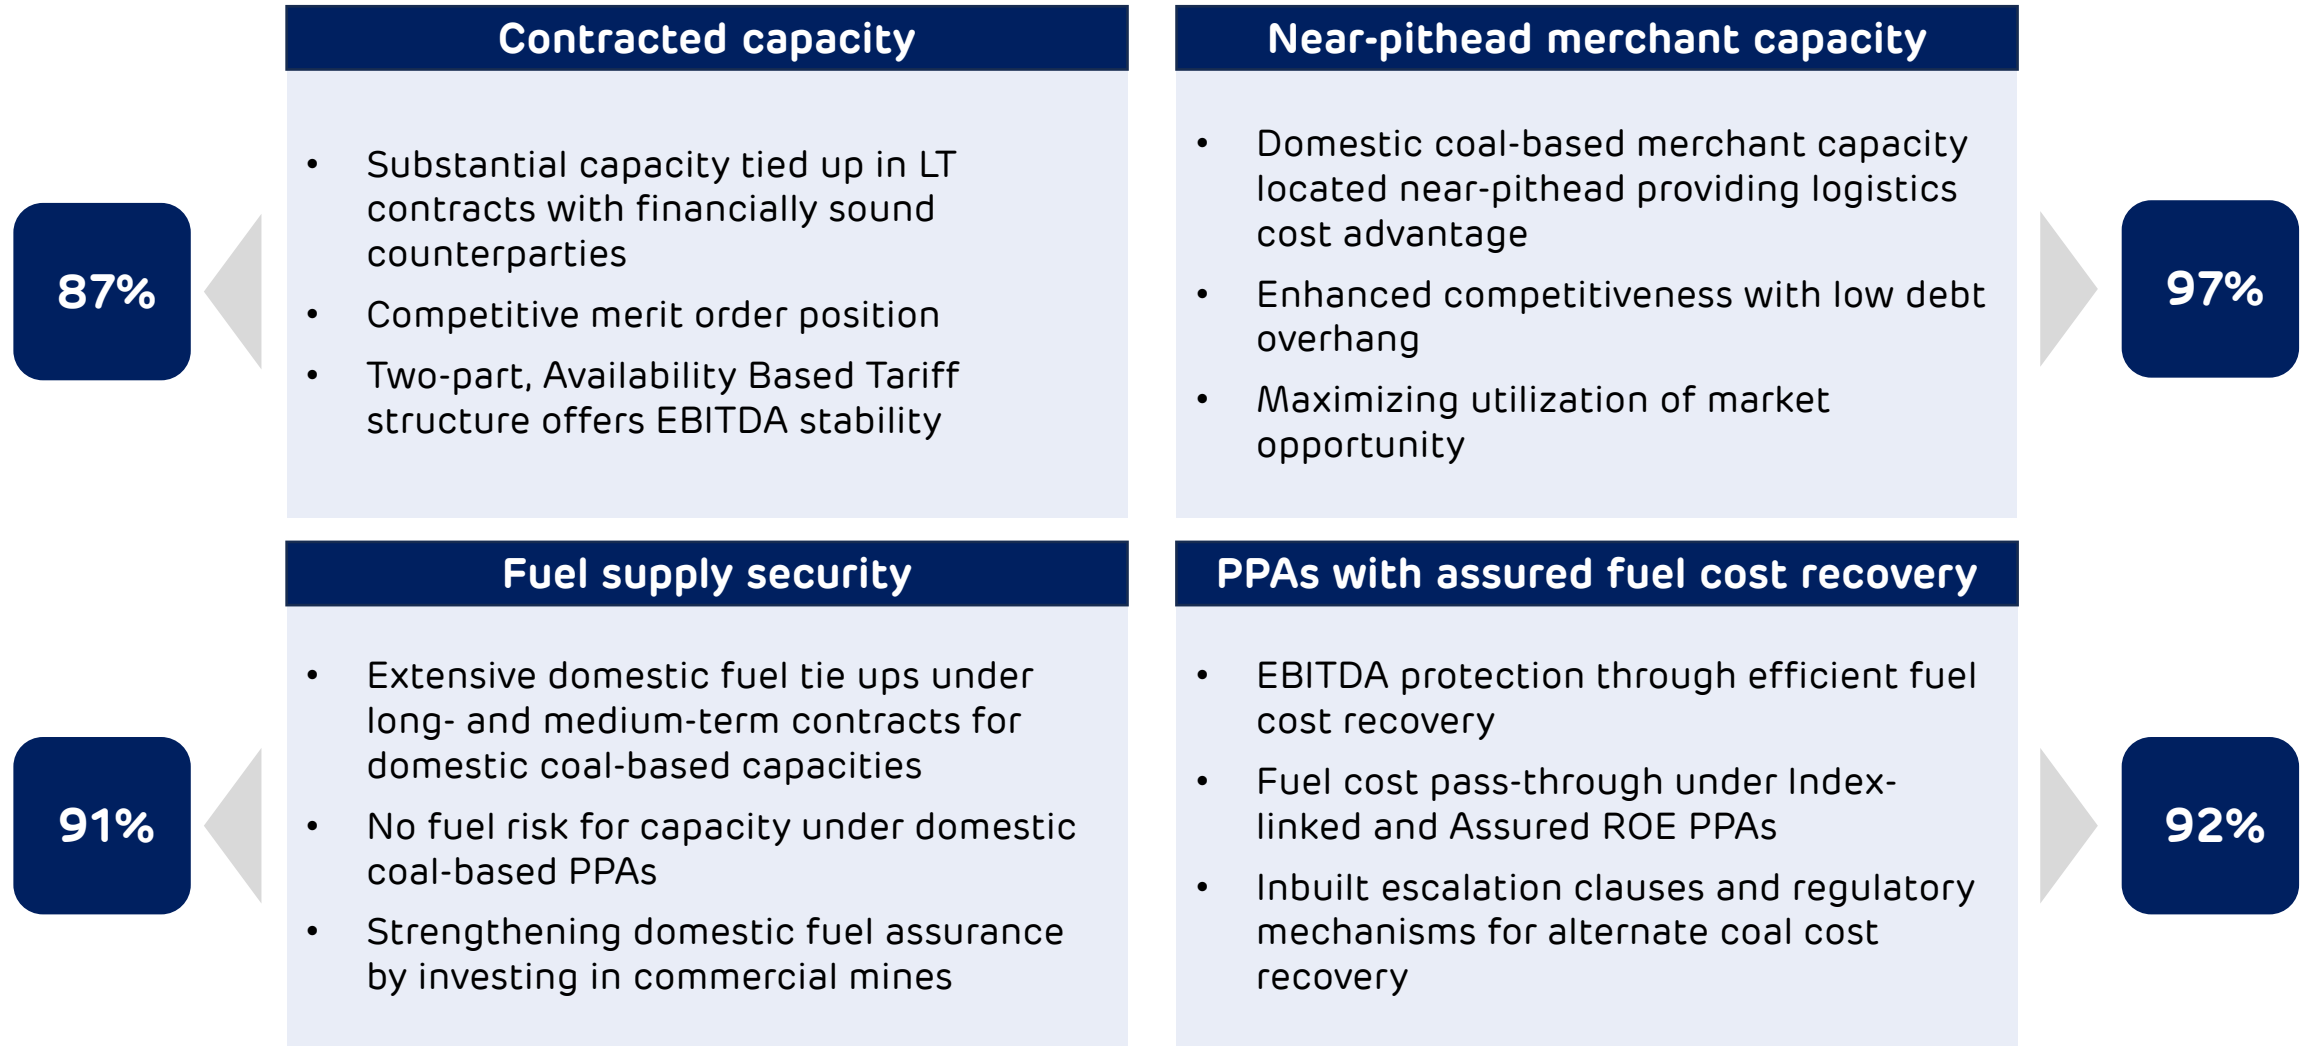 Contracted capacity
• Substantial capacity tied up in LT
contracts with financially sound
counterparties
• Competitive merit order position
• Two-part, Availability Based Tariff
structure offers EBITDA stability
87%
Near-pithead merchant capacity
• Domestic coal-based merchant capacity
located near-pithead providing logistics
cost advantage
• Enhanced competitiveness with low debt
overhang
• Maximizing utilization of market
opportunity
97%
Fuel supply security
• Extensive domestic fuel tie ups under
long- and medium-term contracts for
domestic coal-based capacities
• No fuel risk for capacity under domestic
coal-based PPAs
• Strengthening domestic fuel assurance
by investing in commercial mines
91%
PPAs with assured fuel cost recovery
• EBITDA protection through efficient fuel
cost recovery
• Fuel cost pass-through under Index-
linked and Assured ROE PPAs
• Inbuilt escalation clauses and regulatory
mechanisms for alternate coal cost
recovery
92%